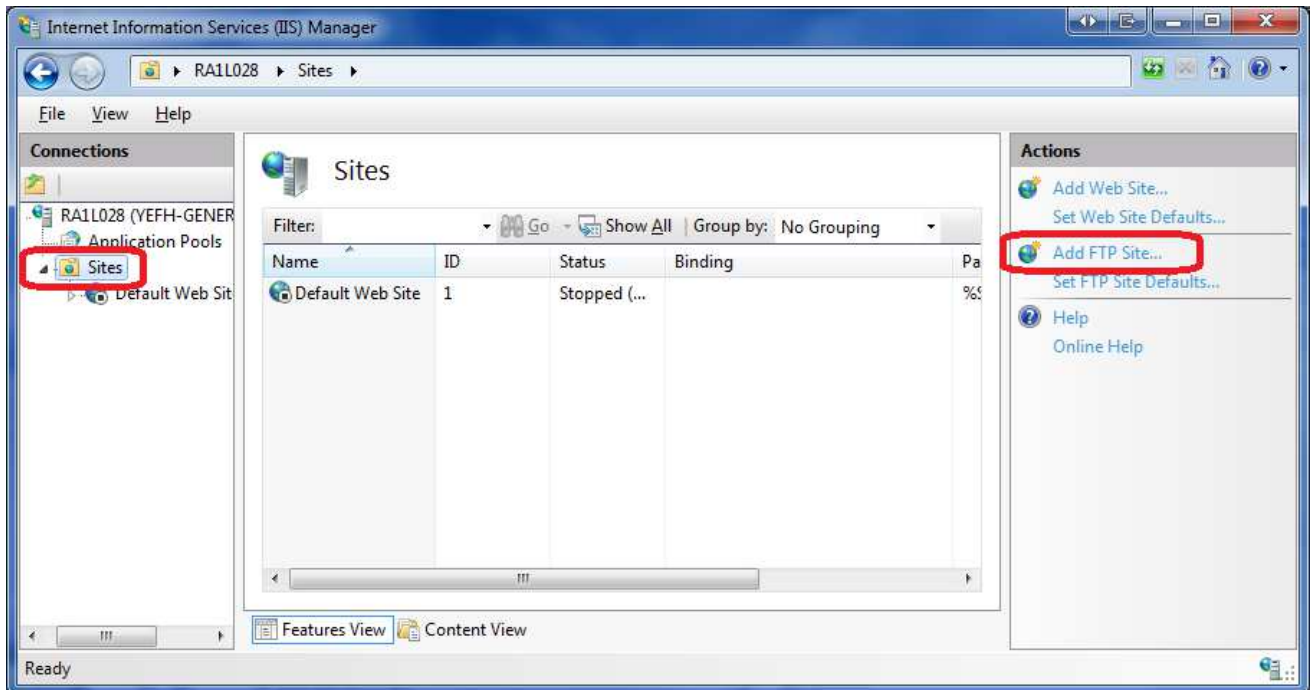 Internet Information Services (IIS) Manager
RA1L028 Sites
File View Help
Connections
RA1L028 (YEFH-GENER
Application Pools
Sites
Default Web Sit
Sites
Filter: Go Show All Group by: No Grouping
Name ID Status Binding Pa
Default Web Site 1 Stopped (... %S
Features View Content View
Actions
Add Web Site...
Set Web Site Defaults...
Add FTP Site...
Set FTP Site Defaults...
Help
Online Help
Ready